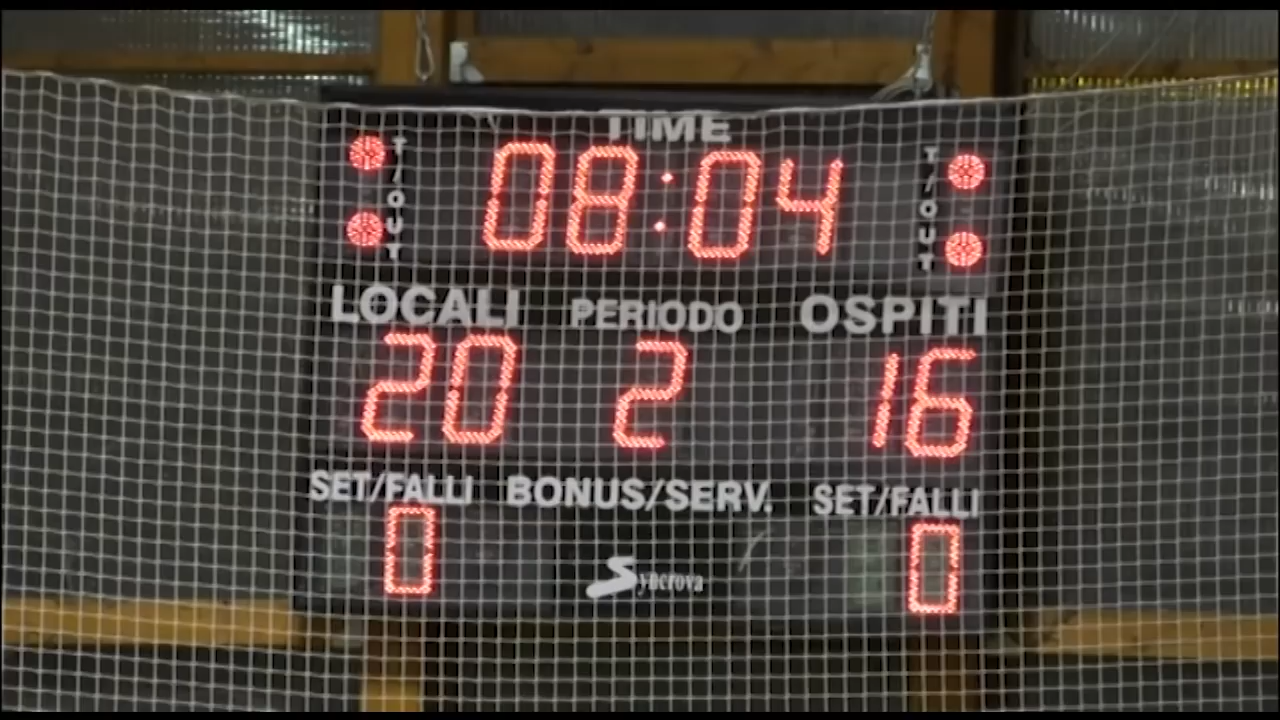 TIME
T/OUT 08:04 T/OUT
LOCALI PERIODO OSPITI
20 2 16
SET/FALLI BONUS/SERV. SET/FALLI
0 0
Syncrova